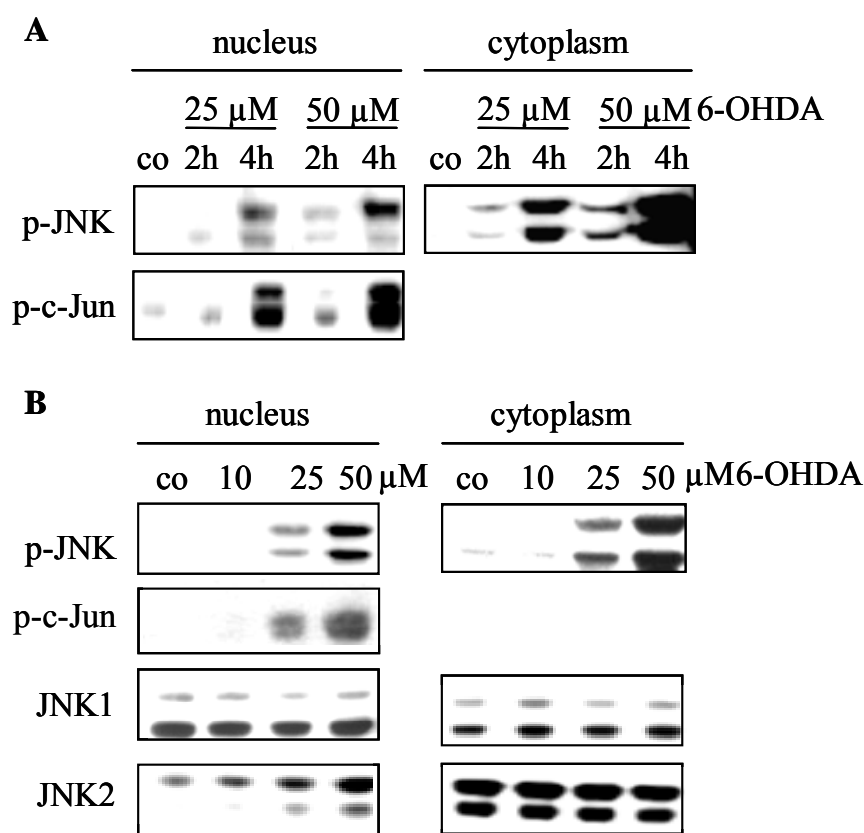 A
nucleus cytoplasm
25 µM 50 µM 25 µM 50 µM 6-OHDA
co 2h 4h 2h 4h co 2h 4h 2h 4h
p-JNK
p-c-Jun
B
nucleus cytoplasm
co 10 25 50 µM co 10 25 50 µM6-OHDA
p-JNK
p-c-Jun
JNK1
JNK2